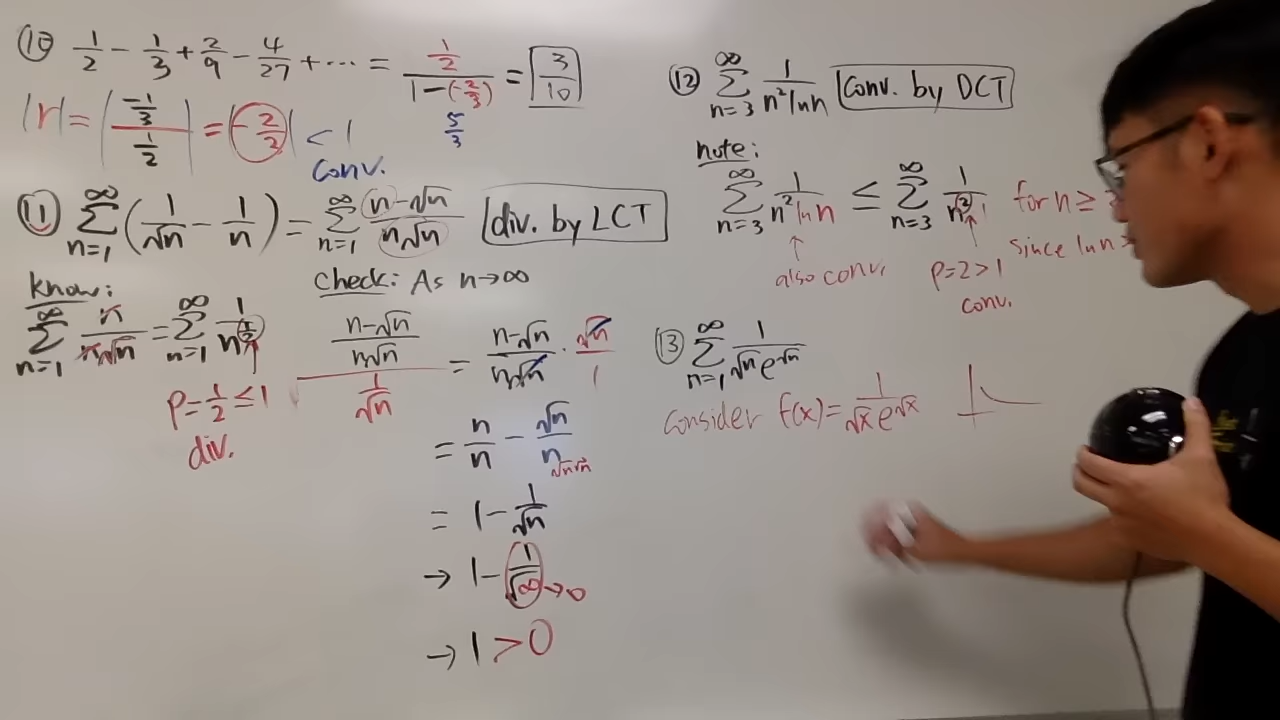 ⑩ 1/2 - 1/3 + 2/9 - 4/27 + ⋯ = (1/2)/(1-(-2/3)) = 3/10
5/3
|r| = |(-1/3)/(1/2)| = |-2/3| < 1
conv.
⑪ ∑_{n=1}^{∞} (1/√n - 1/n) = ∑_{n=1}^{∞} (n-√n)/(n√n) div. by LCT
know:
∑_{n=1}^{∞} n/(n√n) = ∑_{n=1}^{∞} 1/n^{1/2}
p = 1/2 ≤ 1
div.
check: As n→∞
((n-√n)/(n√n))/(1/√n) = (n-√n)/(n√n) · √n/1
= n/n - √n/n
√n√n
= 1 - 1/√n
→ 1 - 1/√∞ →0
→ 1 > 0
⑫ ∑_{n=3}^{∞} 1/(n² ln n) Conv. by DCT
note:
∑_{n=3}^{∞} 1/(n² ln n) ≤ ∑_{n=3}^{∞} 1/(n²·1) for n ≥
since ln n >
↑ also conv.
p = 2 > 1
conv.
⑬ ∑_{n=1}^{∞} 1/(√n e^{√n})
Consider f(x) = 1/(√x e^{√x})